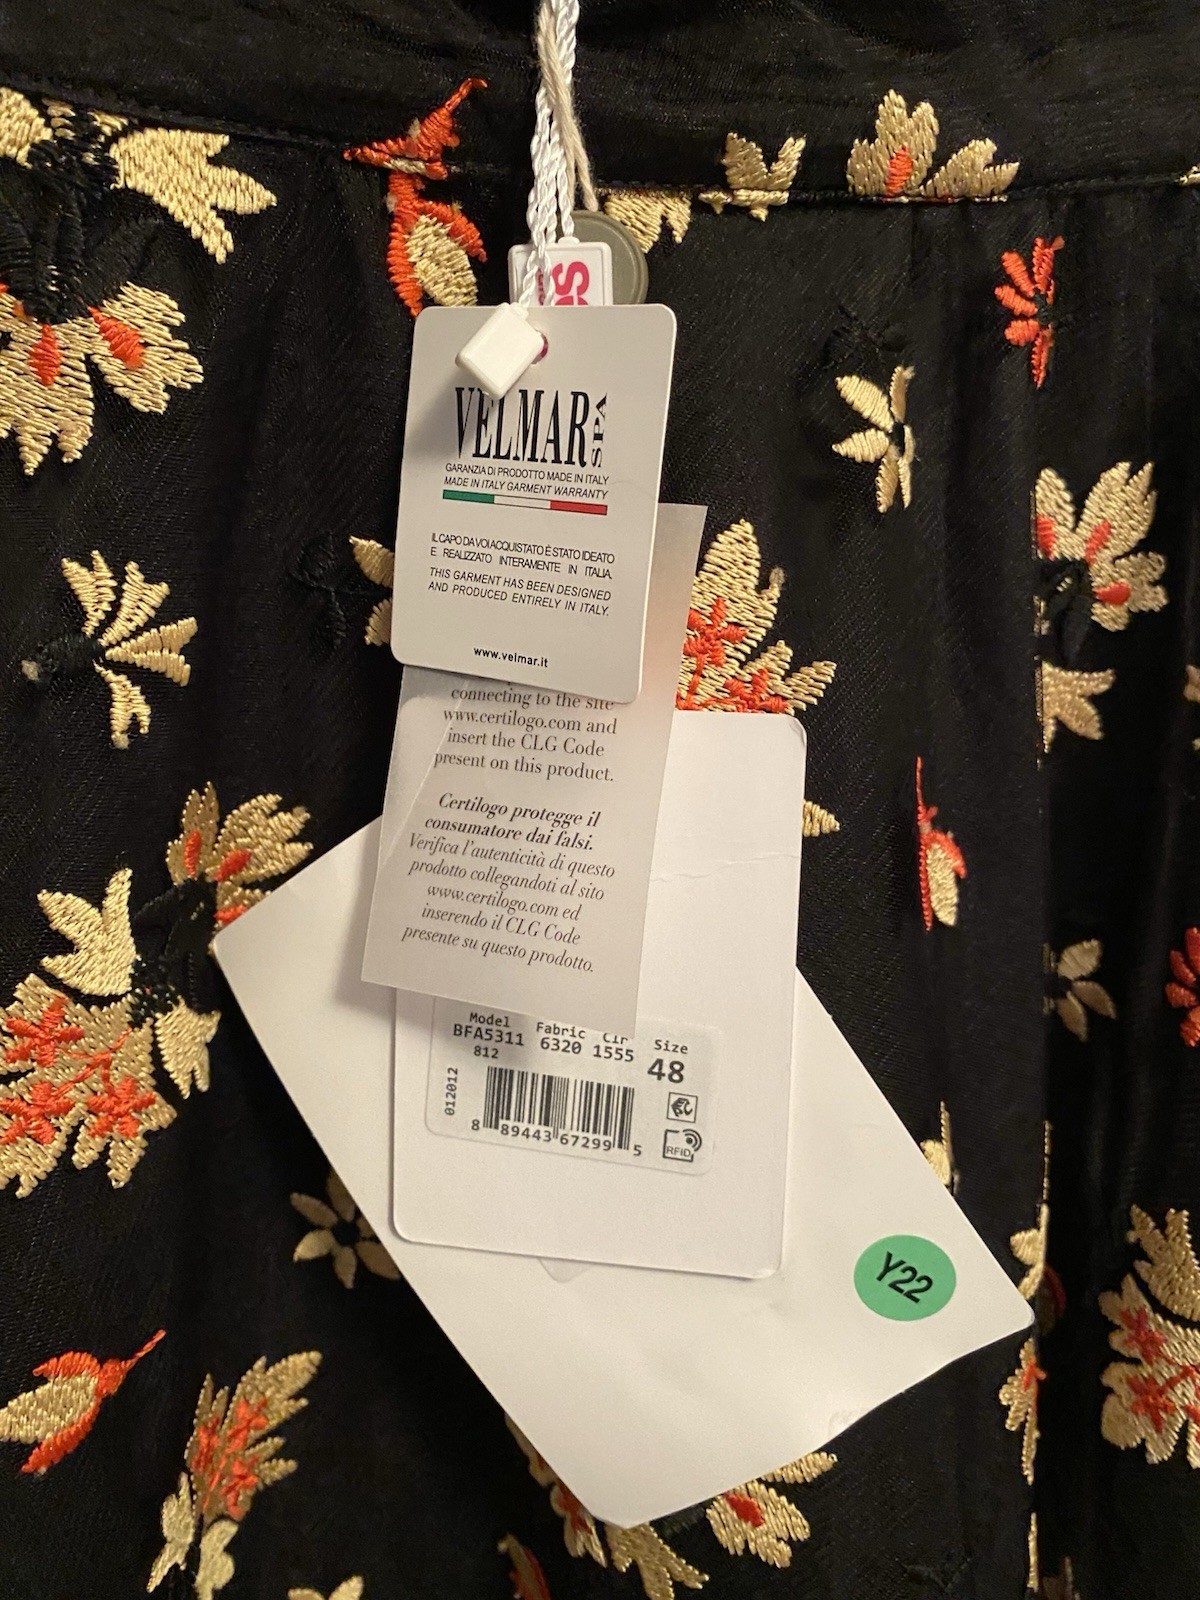 VELMAR SPA
GARANZIA DI PRODOTTO MADE IN ITALY
MADE IN ITALY GARMENT WARRANTY
IL CAPO DA VOI ACQUISTATO È STATO IDEATO
E REALIZZATO INTERAMENTE IN ITALIA.
THIS GARMENT HAS BEEN DESIGNED
AND PRODUCED ENTIRELY IN ITALY.
www.velmar.it
connecting to the site
www.certilogo.com and
insert the CLG Code
present on this product.
Certilogo protegge il
consumatore dai falsi.
Verifica l'autenticità di questo
prodotto collegandoti al sito
www.certilogo.com ed
inserendo il CLG Code
presente su questo prodotto.
Model Fabric Clr Size
BFA5311 6320 1555 48
812
012012
8 89443 67299 5
RFID
Y22